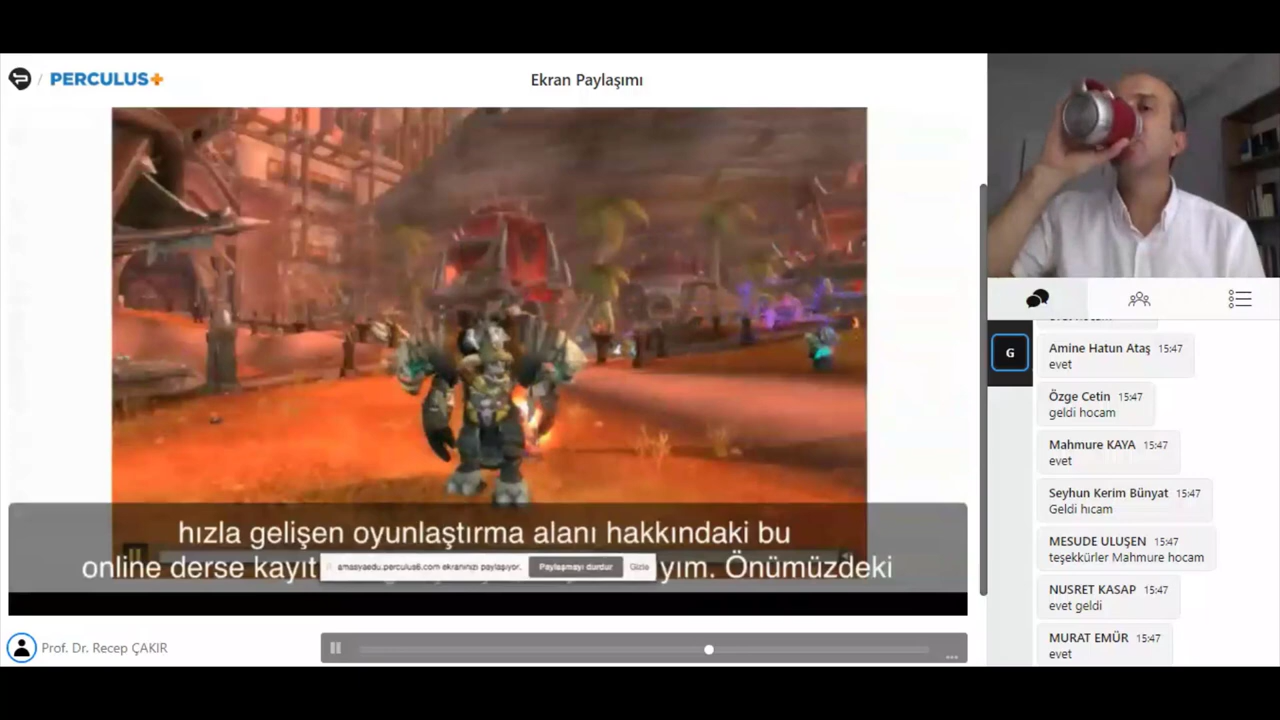 / PERCULUS+
Ekran Paylaşımı
hızla gelişen oyunlaştırma alanı hakkındaki bu
online derse kayıt
yım. Önümüzdeki
amasyaedu.perculus6.com ekranınızı paylaşıyor.
Paylaşmayı durdur
Gizle
Prof. Dr. Recep ÇAKIR
G
Amine Hatun Ataş 15:47
evet
Özge Cetin 15:47
geldi hocam
Mahmure KAYA 15:47
evet
Seyhun Kerim Bünyat 15:47
Geldi hıcam
MESUDE ULUŞEN 15:47
teşekkürler Mahmure hocam
NUSRET KASAP 15:47
evet geldi
MURAT EMÜR 15:47
evet